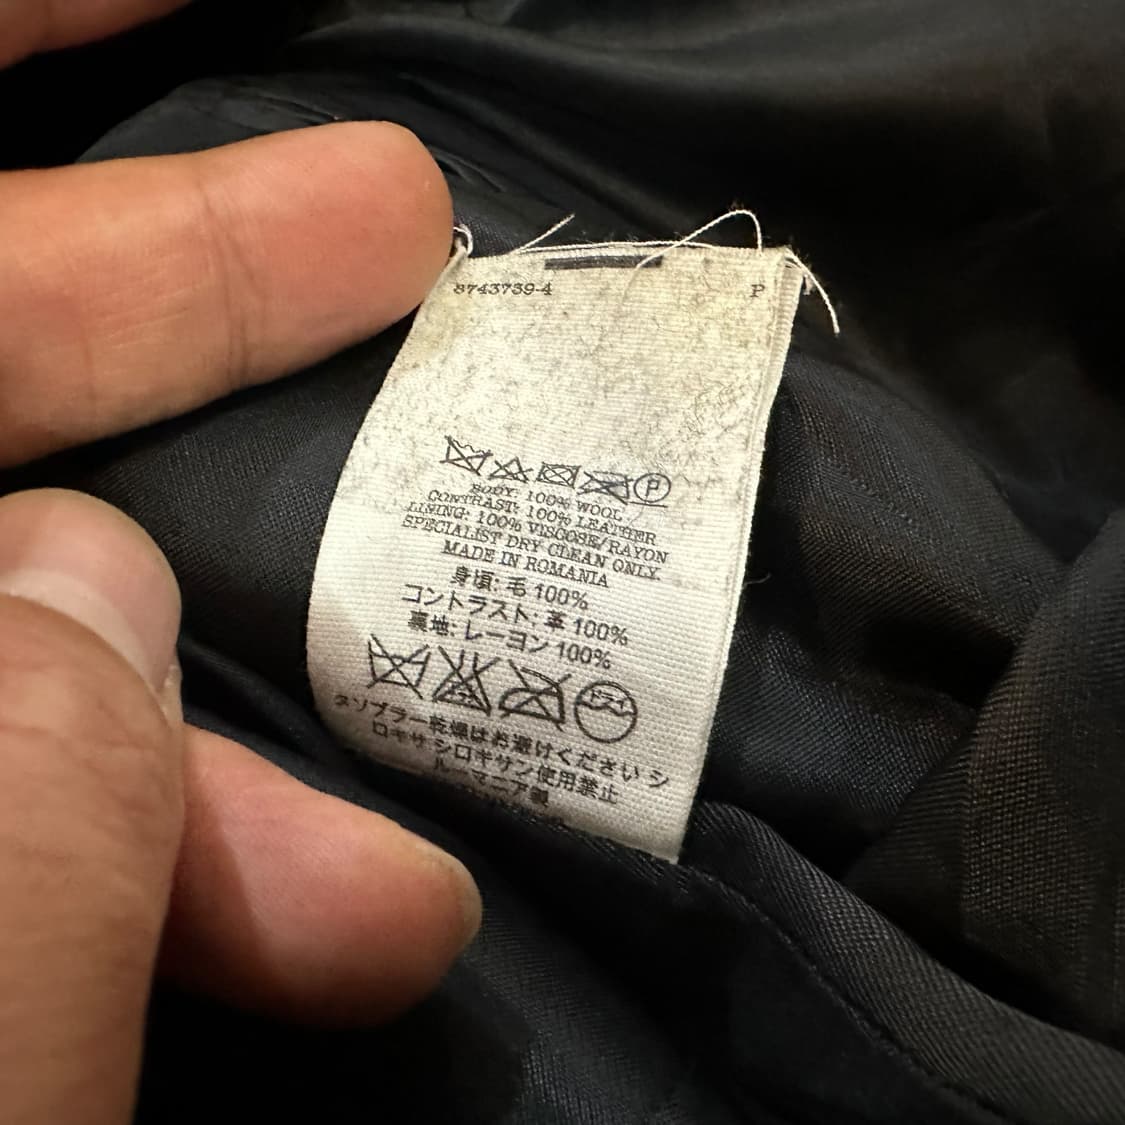 8743739-4 P
P
BODY: 100% WOOL
CONTRAST: 100% LEATHER
LINING: 100% VISCOSE/RAYON
SPECIALIST DRY CLEAN ONLY.
MADE IN ROMANIA
身頃: 毛 100%
コントラスト: 革 100%
裏地: レーヨン 100%
ドライ
タンブラー乾燥はお避けください シ
ロキサ シロキサン使用禁止
ルーマニア製